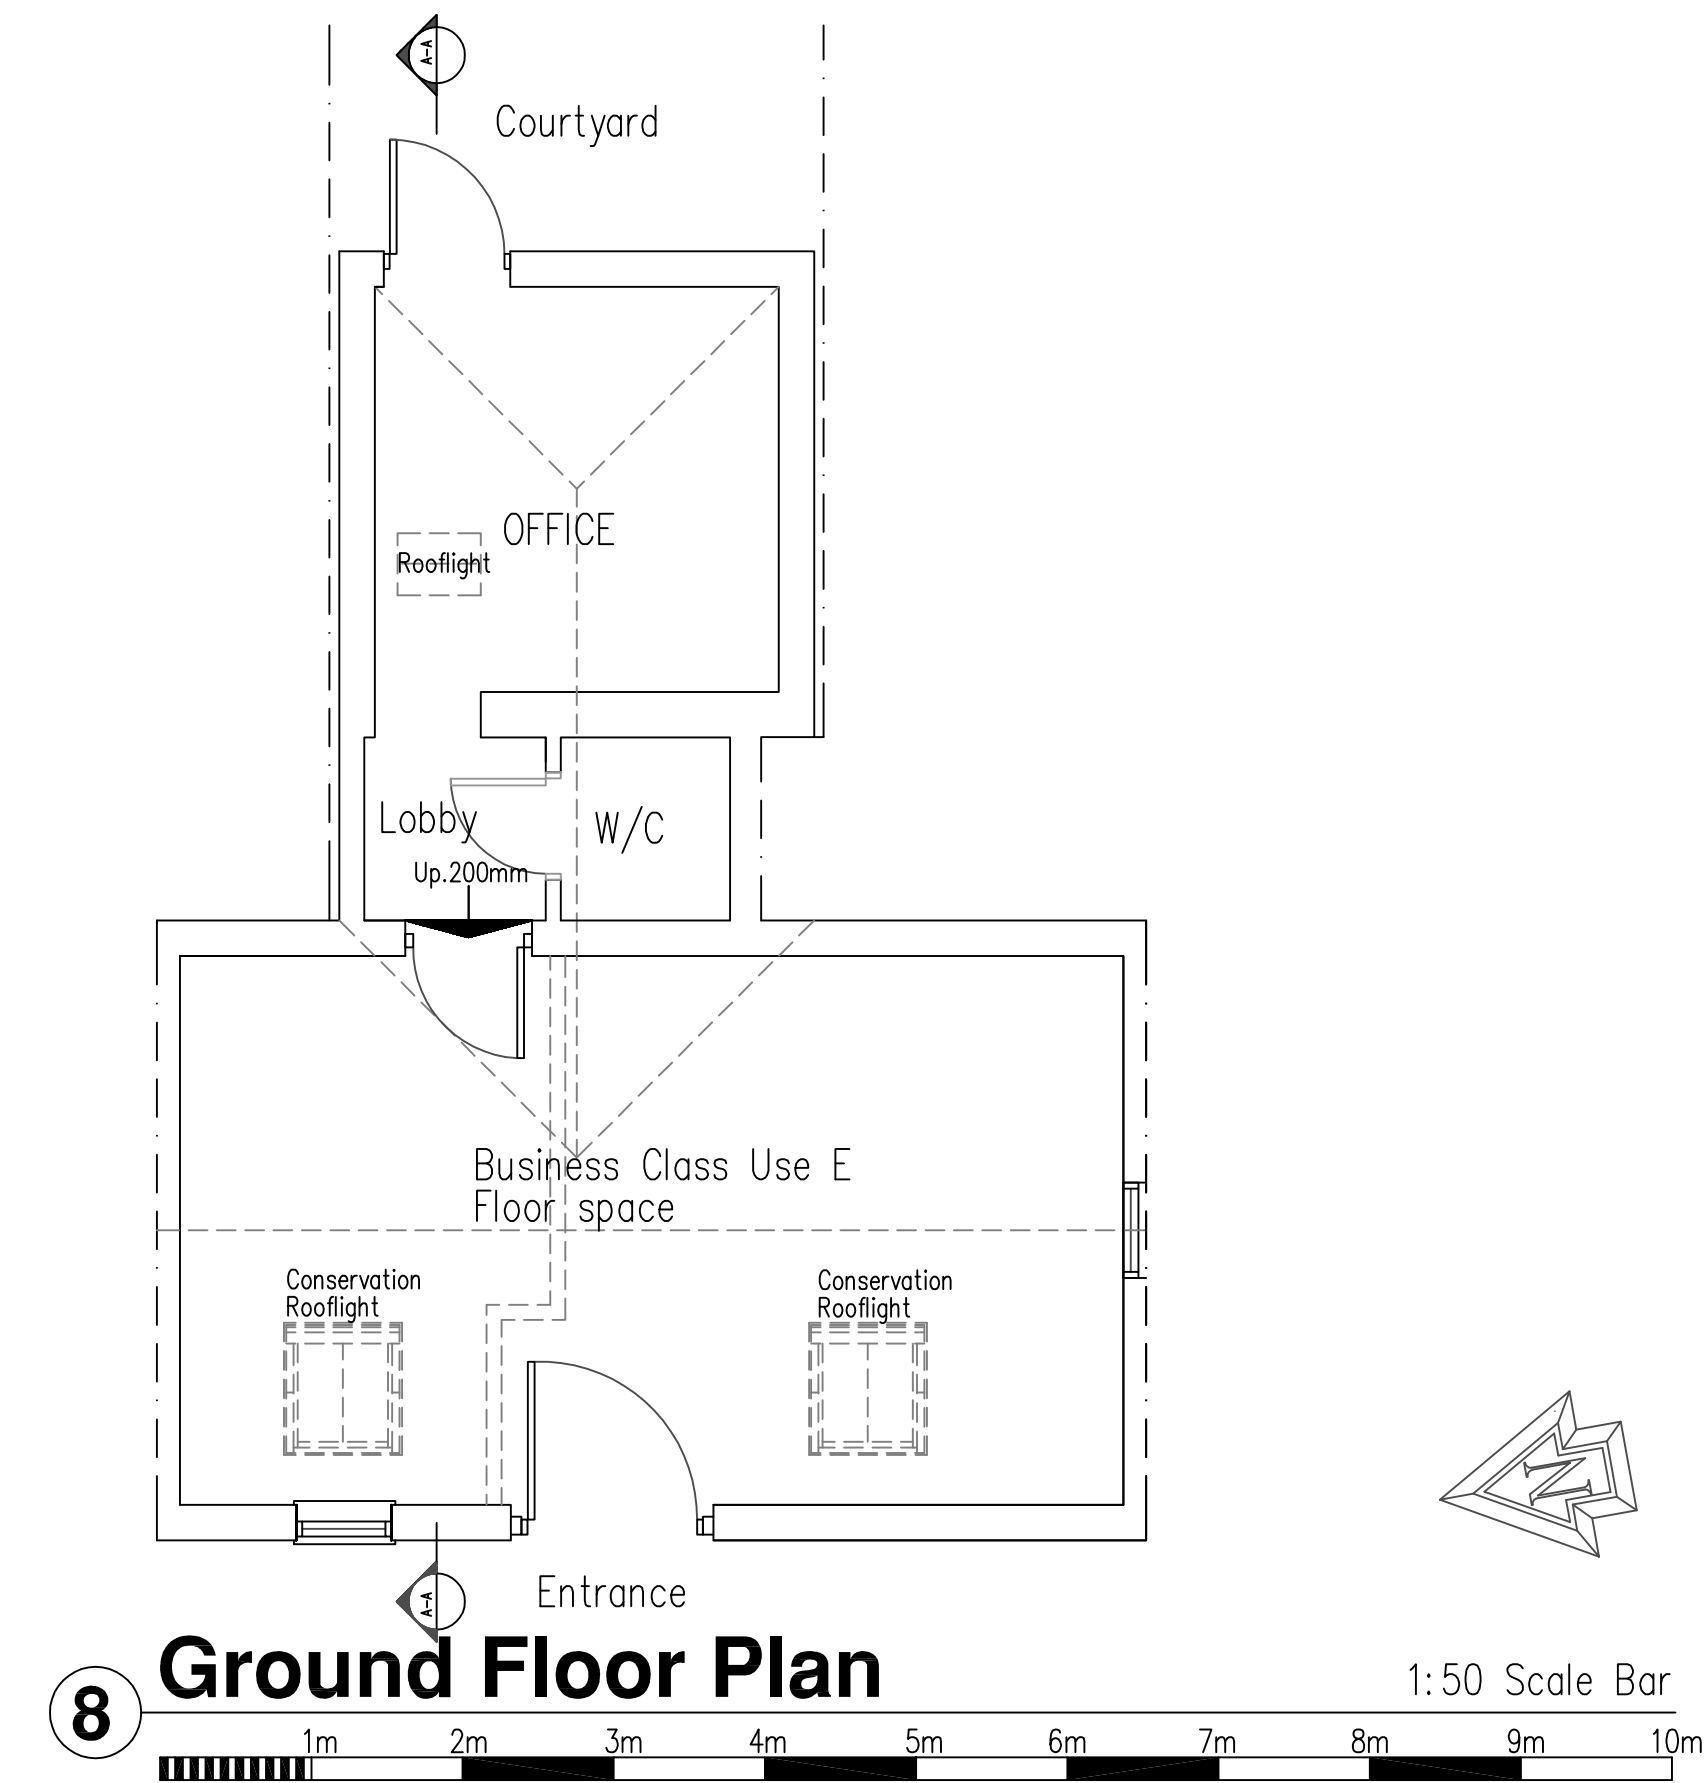 A-A
Courtyard
OFFICE
Rooflight
Lobby
W/C
Up.200mm
Business Class Use E
Floor space
Conservation
Rooflight
Conservation
Rooflight
N
A-A
Entrance
8
Ground Floor Plan
1:50 Scale Bar
1m 2m 3m 4m 5m 6m 7m 8m 9m 10m